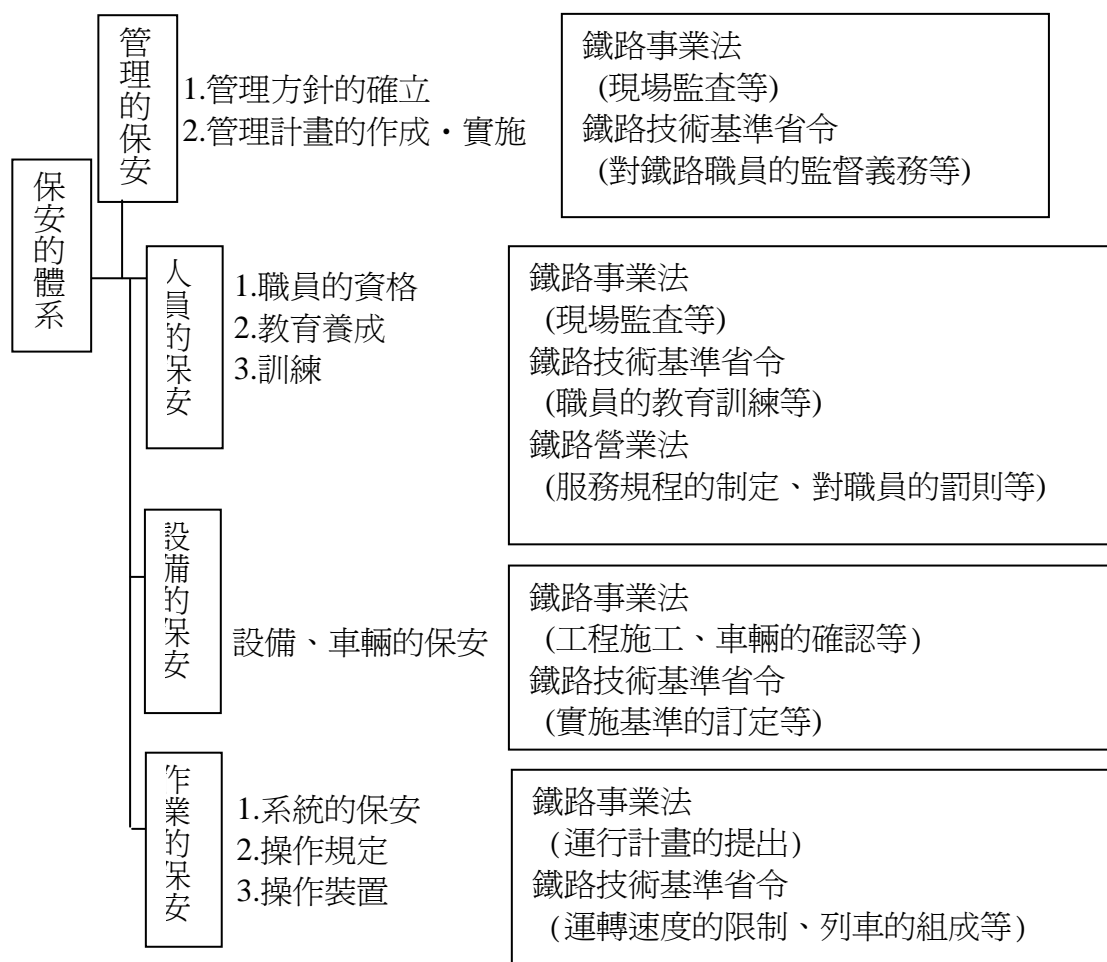 保安的體系
管理的保安
1.管理方針的確立
2.管理計畫的作成・實施
鐵路事業法
(現場監查等)
鐵路技術基準省令
(對鐵路職員的監督義務等)
人員的保安
1.職員的資格
2.教育養成
3.訓練
鐵路事業法
(現場監查等)
鐵路技術基準省令
(職員的教育訓練等)
鐵路營業法
(服務規程的制定、對職員的罰則等)
設備的保安
設備、車輛的保安
鐵路事業法
(工程施工、車輛的確認等)
鐵路技術基準省令
(實施基準的訂定等)
作業的保安
1.系統的保安
2.操作規定
3.操作裝置
鐵路事業法
(運行計畫的提出)
鐵路技術基準省令
(運轉速度的限制、列車的組成等)